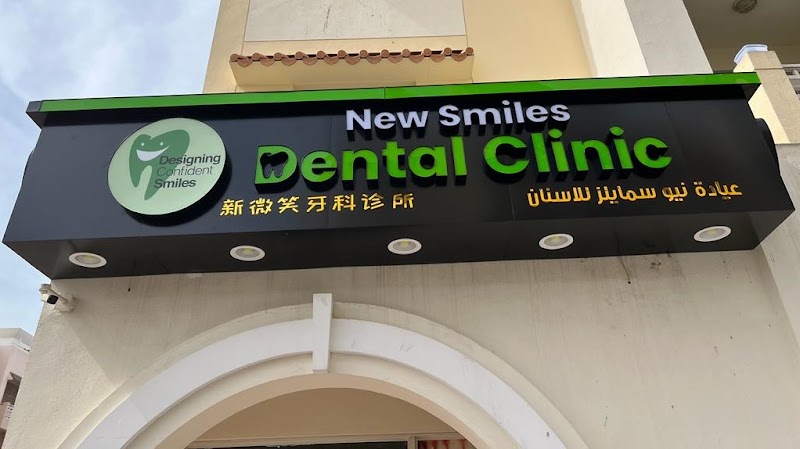 New Smiles
Dental Clinic
Designing
Confident
Smiles
新微笑牙科诊所
عيادة نيو سمايلز للاسنان